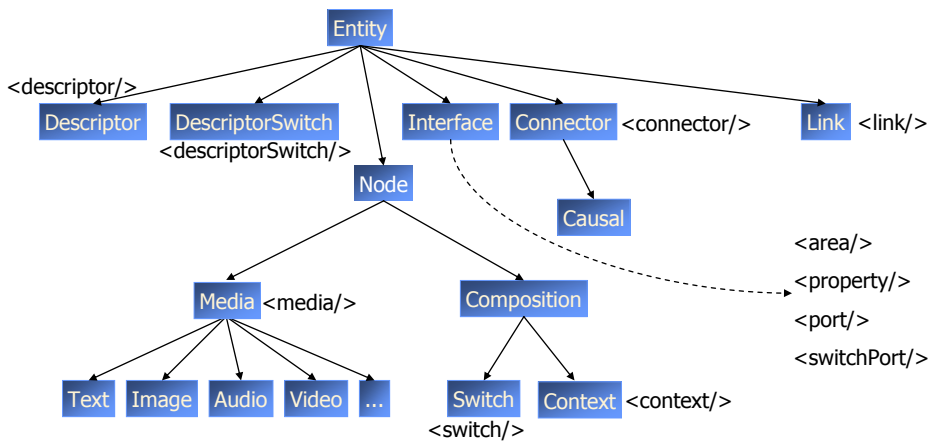 Entity
<descriptor/>
Descriptor
DescriptorSwitch
<descriptorSwitch/>
Interface
Connector
<connector/>
Link
<link/>
Node
Causal
<area/>
<property/>
<port/>
<switchPort/>
Media
<media/>
Composition
Text
Image
Audio
Video
...
Switch
<switch/>
Context
<context/>